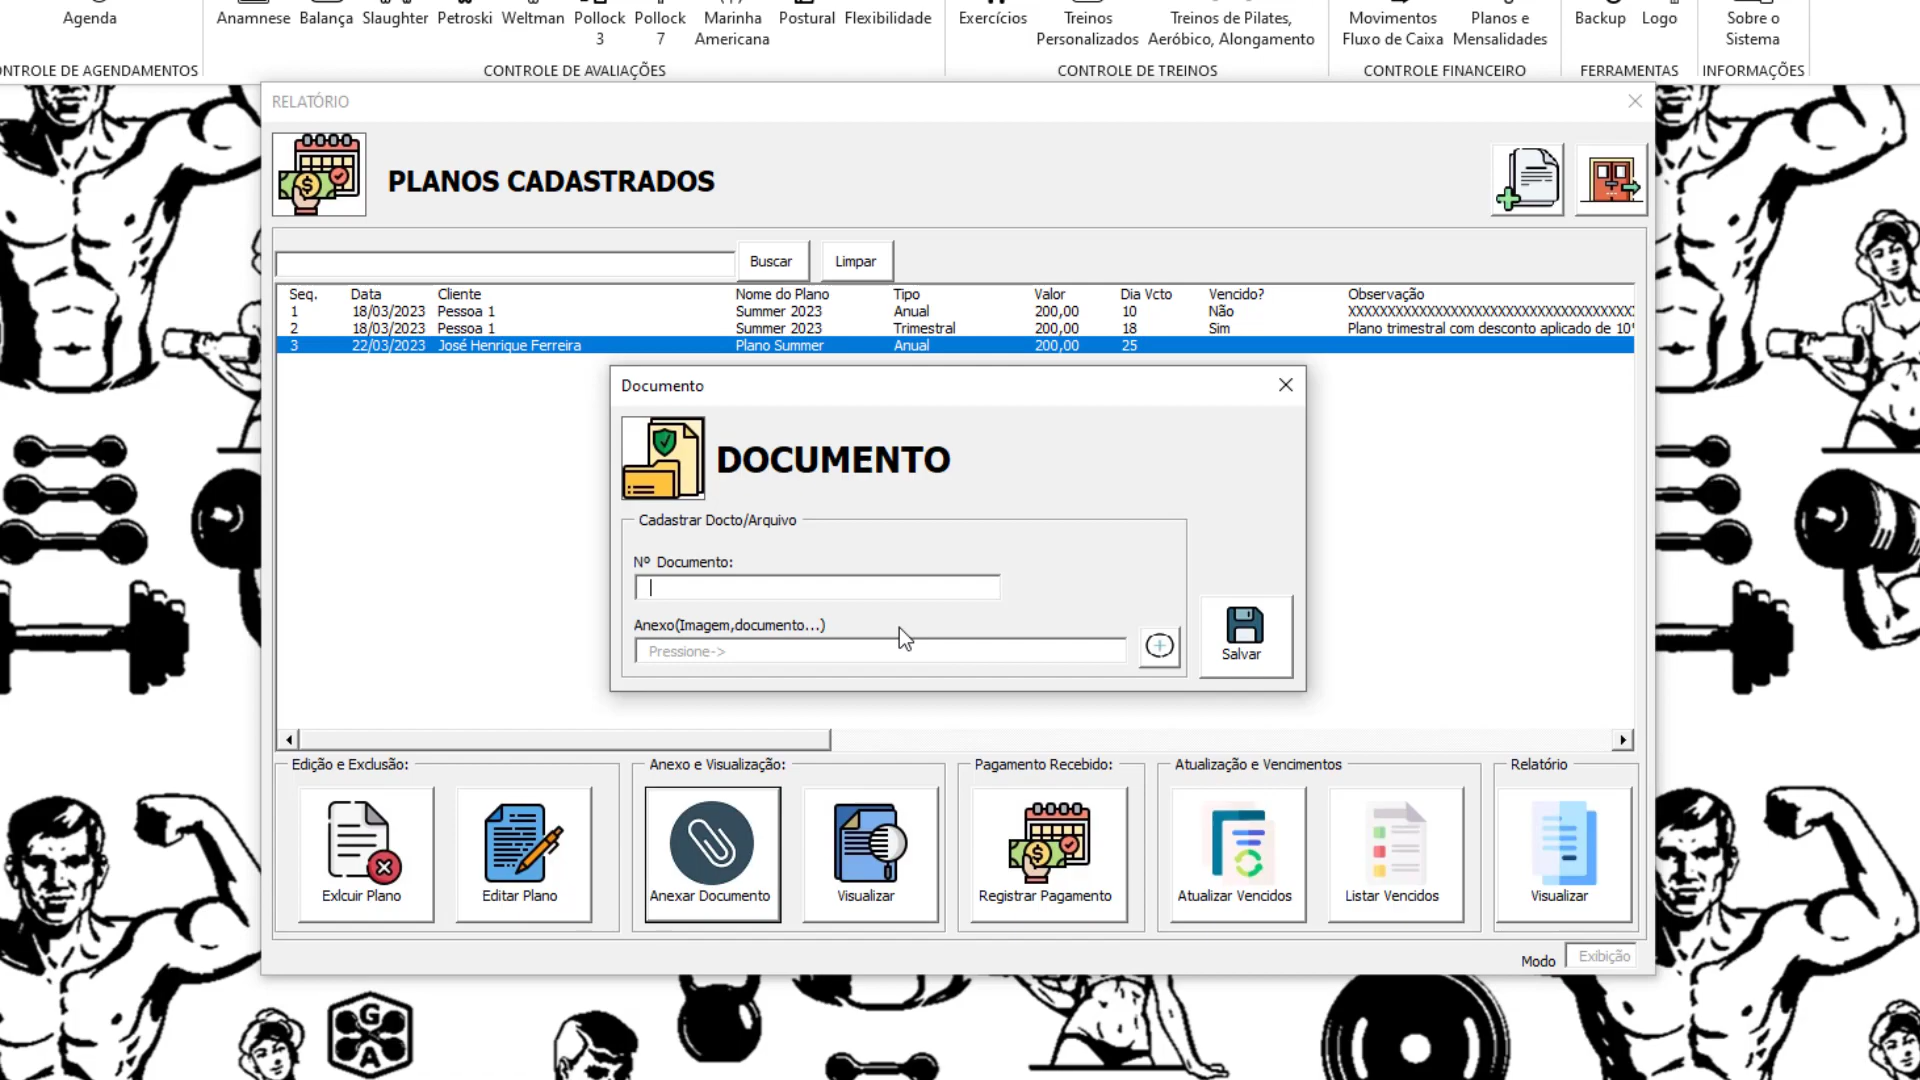 Agenda
Anamnese Balança Slaughter Petroski Weltman Pollock 3 Pollock 7 Marinha Americana Postural Flexibilidade
Exercícios Treinos Personalizados Treinos de Pilates, Aeróbico, Alongamento
Movimentos Fluxo de Caixa Planos e Mensalidades
Backup Logo
Sobre o Sistema
NTROLE DE AGENDAMENTOS CONTROLE DE AVALIAÇÕES CONTROLE DE TREINOS CONTROLE FINANCEIRO FERRAMENTAS INFORMAÇÕES
RELATÓRIO
PLANOS CADASTRADOS
Buscar Limpar
Seq. Data Cliente Nome do Plano Tipo Valor Dia Vcto Vencido? Observação
1 18/03/2023 Pessoa 1 Summer 2023 Anual 200,00 10 Não XXXXXXXXXXXXXXXXXXXXXXXXXXXXXXXXXXX
2 18/03/2023 Pessoa 1 Summer 2023 Trimestral 200,00 18 Sim Plano trimestral com desconto aplicado de 10
3 22/03/2023 José Henrique Ferreira Plano Summer Anual 200,00 25
Documento
DOCUMENTO
Cadastrar Docto/Arquivo
Nº Documento:
Anexo(Imagem,documento...)
Pressione->
Salvar
Edição e Exclusão: Anexo e Visualização: Pagamento Recebido: Atualização e Vencimentos Relatório
Exlcuir Plano Editar Plano Anexar Documento Visualizar Registrar Pagamento Atualizar Vencidos Listar Vencidos Visualizar
Modo Exibição
G
A